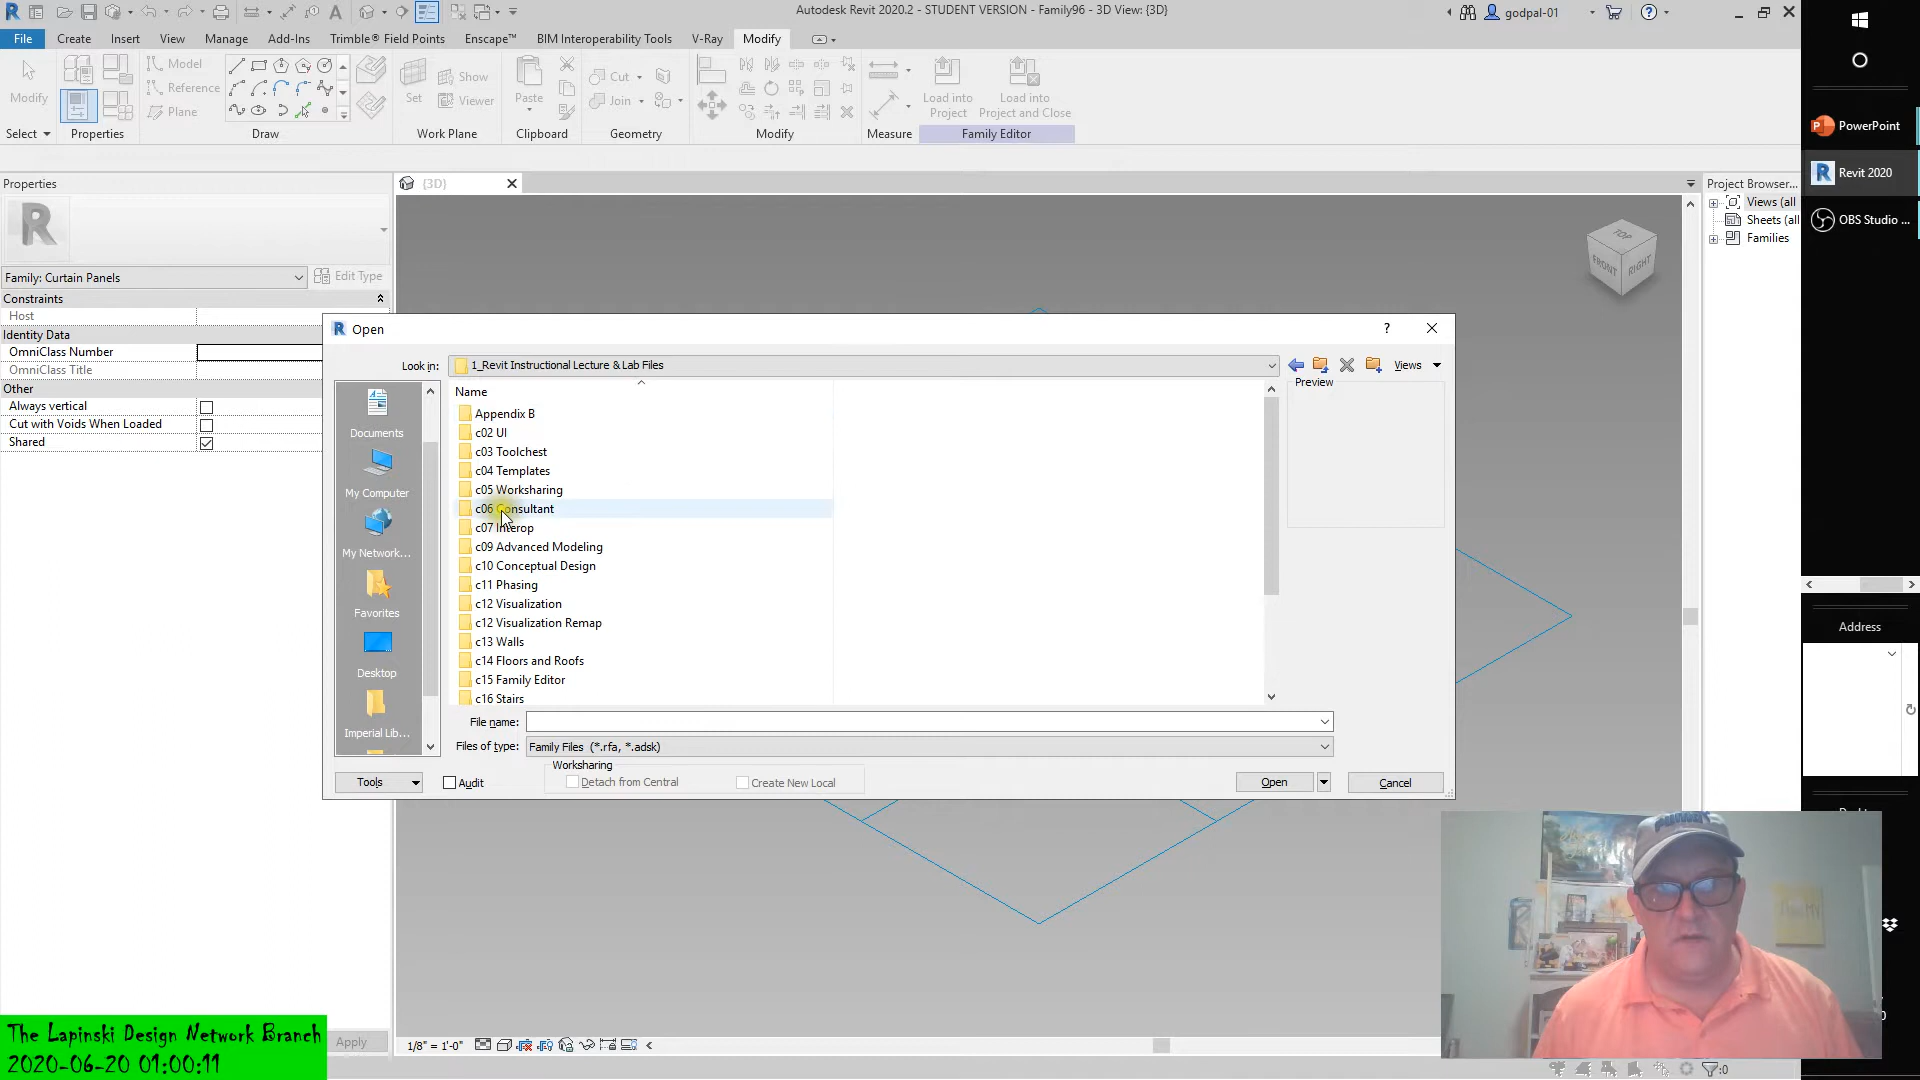 Autodesk Revit 2020.2 - STUDENT VERSION - Family96 - 3D View: {3D}
godpal-01
File Create Insert View Manage Add-Ins Trimble® Field Points Enscape™ BIM Interoperability Tools V-Ray Modify
Modify
Model
Reference
Plane
Set
Show
Viewer
Paste
Cut
Join
Load into
Project
Load into
Project and Close
Select Properties Draw Work Plane Clipboard Geometry Modify Measure Family Editor
Properties
Family: Curtain Panels
Edit Type
Constraints
Host
Identity Data
OmniClass Number
OmniClass Title
Other
Always vertical
Cut with Voids When Loaded
Shared
Apply
{3D}
TOP
FRONT
RIGHT
Project Browser...
Views (all
Sheets (all
Families
Open
Look in:
1_Revit Instructional Lecture & Lab Files
Views
Documents
My Computer
My Network...
Favorites
Desktop
Imperial Lib...
Name
Appendix B
c02 UI
c03 Toolchest
c04 Templates
c05 Worksharing
c06 Consultant
c07 Interop
c09 Advanced Modeling
c10 Conceptual Design
c11 Phasing
c12 Visualization
c12 Visualization Remap
c13 Walls
c14 Floors and Roofs
c15 Family Editor
c16 Stairs
Preview
File name:
Files of type: Family Files (*.rfa, *.adsk)
Tools
Audit
Worksharing
Detach from Central
Create New Local
Open
Cancel
1/8" = 1'-0"
:0
PowerPoint
Revit 2020
OBS Studio ...
Address
The Lapinski Design Network Branch
2020-06-20 01:00:11